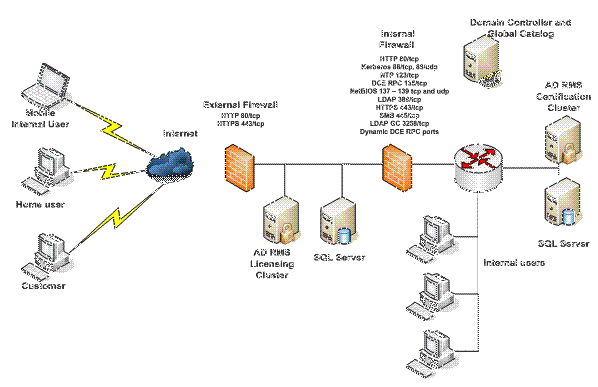 Internal
Firewall
HTTP 80/tcp
Kerberos 88/tcp, 88/udp
NTP 123/tcp
DCE RPC 135/tcp
NetBIOS 137 – 139 tcp and udp
LDAP 389/tcp
HTTPS 443/tcp
SMB 445/tcp
LDAP GC 3268/tcp
Dynamic DCE RPC ports
Domain Controller and
Global Catalog
AD RMS
Certification
Cluster
External Firewall
HTTP 80/tcp
HTTPS 443/tcp
Mobile
Internal User
Internet
Home user
Customer
AD RMS
Licensing
Cluster
SQL Server
SQL Server
Internal users